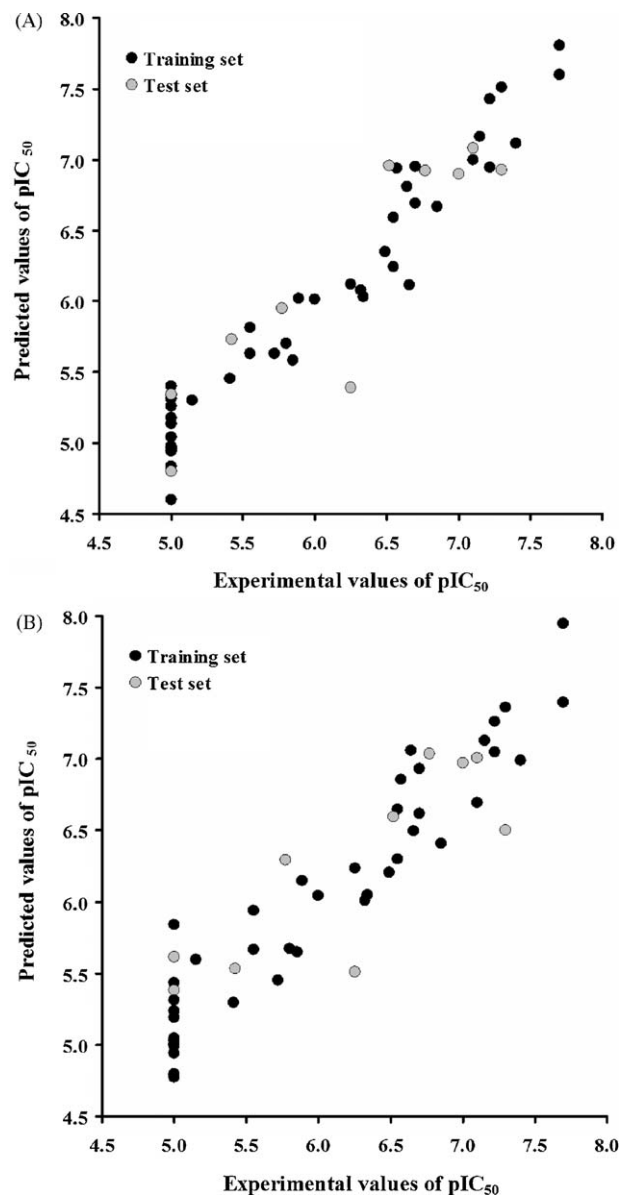 (A)
8.0
Training set
Test set
7.5
7.0
6.5
6.0
5.5
5.0
4.5
Predicted values of pIC 50
4.5 5.0 5.5 6.0 6.5 7.0 7.5 8.0
Experimental values of pIC50
(B)
8.0
Training set
Test set
7.5
7.0
6.5
6.0
5.5
5.0
4.5
Predicted values of pIC 50
4.5 5.0 5.5 6.0 6.5 7.0 7.5 8.0
Experimental values of pIC50